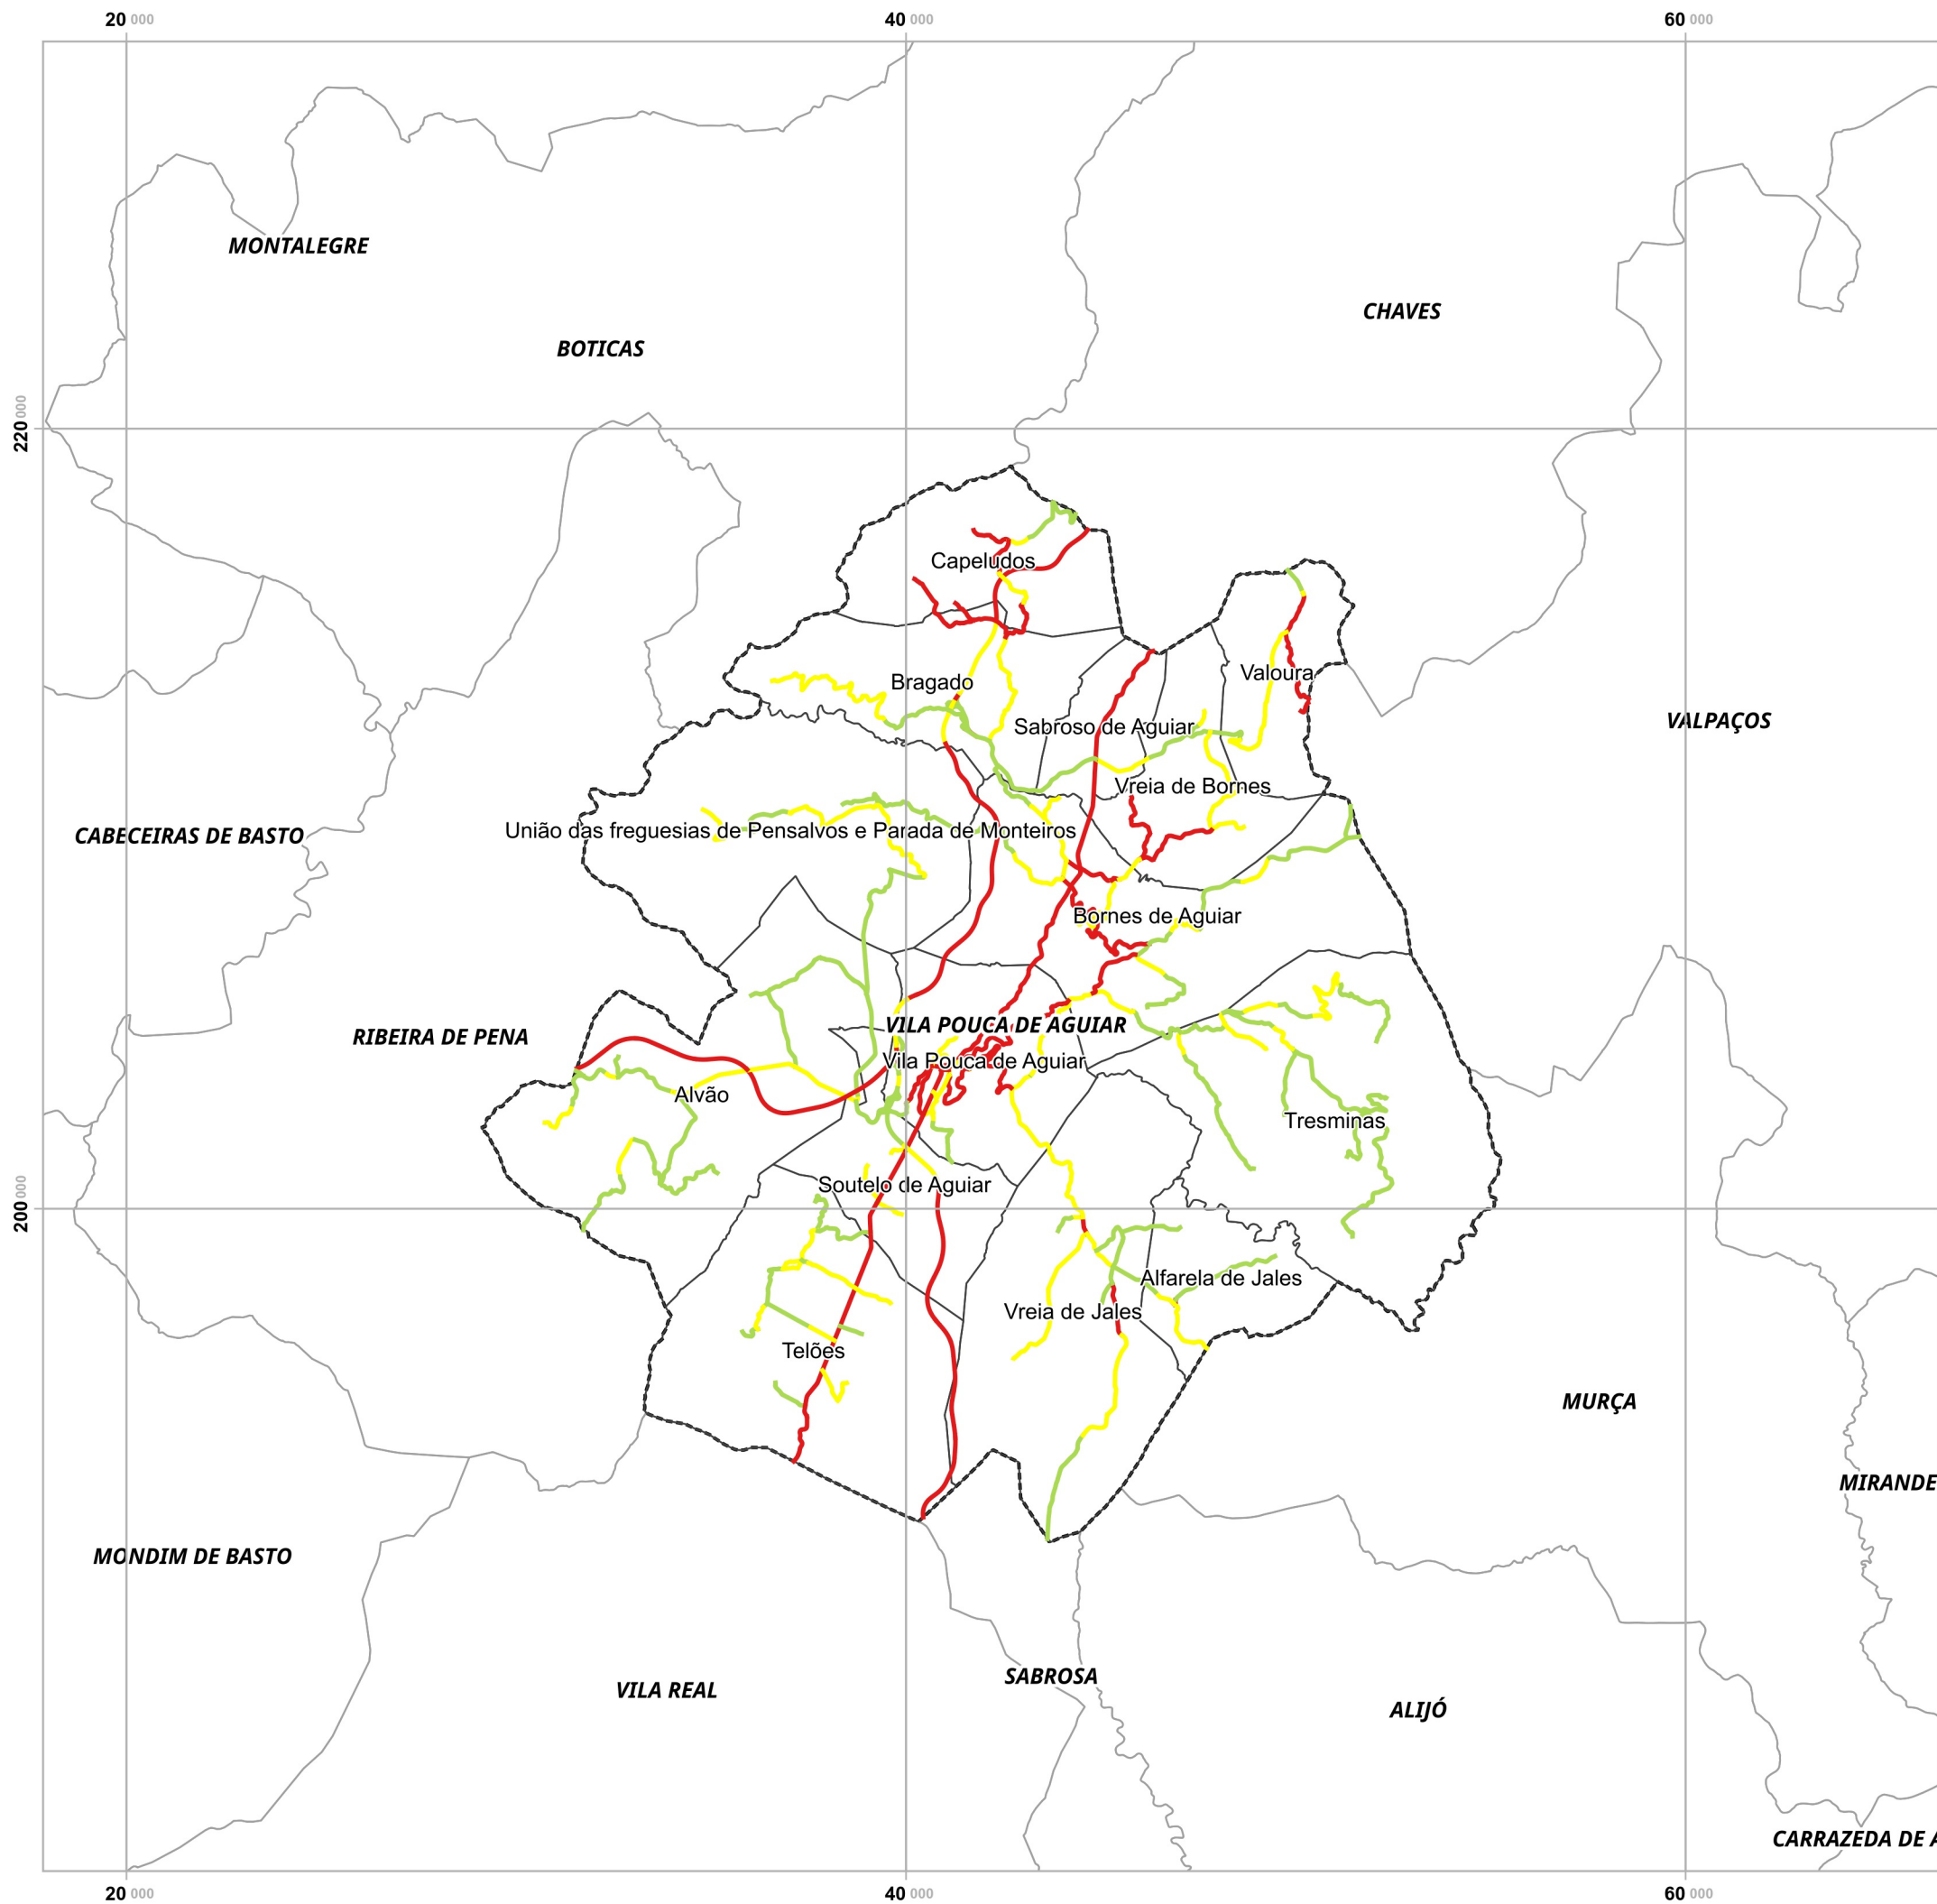 20 000
40 000
60 000
MONTALEGRE
CHAVES
BOTICAS
220 000
Capeludos
Valoura
Bragado
VALPAÇOS
Sabroso de Aguiar
Vreia de Bornes
União das freguesias de Pensalvos e Parada de Monteiros
CABECEIRAS DE BASTO
Bornes de Aguiar
VILA POUCA DE AGUIAR
RIBEIRA DE PENA
Vila Pouca de Aguiar
Alvão
Tresminas
Soutelo de Aguiar
200 000
Alfarela de Jales
Vreia de Jales
Telões
MURÇA
MIRANDE
MONDIM DE BASTO
SABROSA
VILA REAL
ALIJÓ
CARRAZEDA DE A
20 000
40 000
60 000